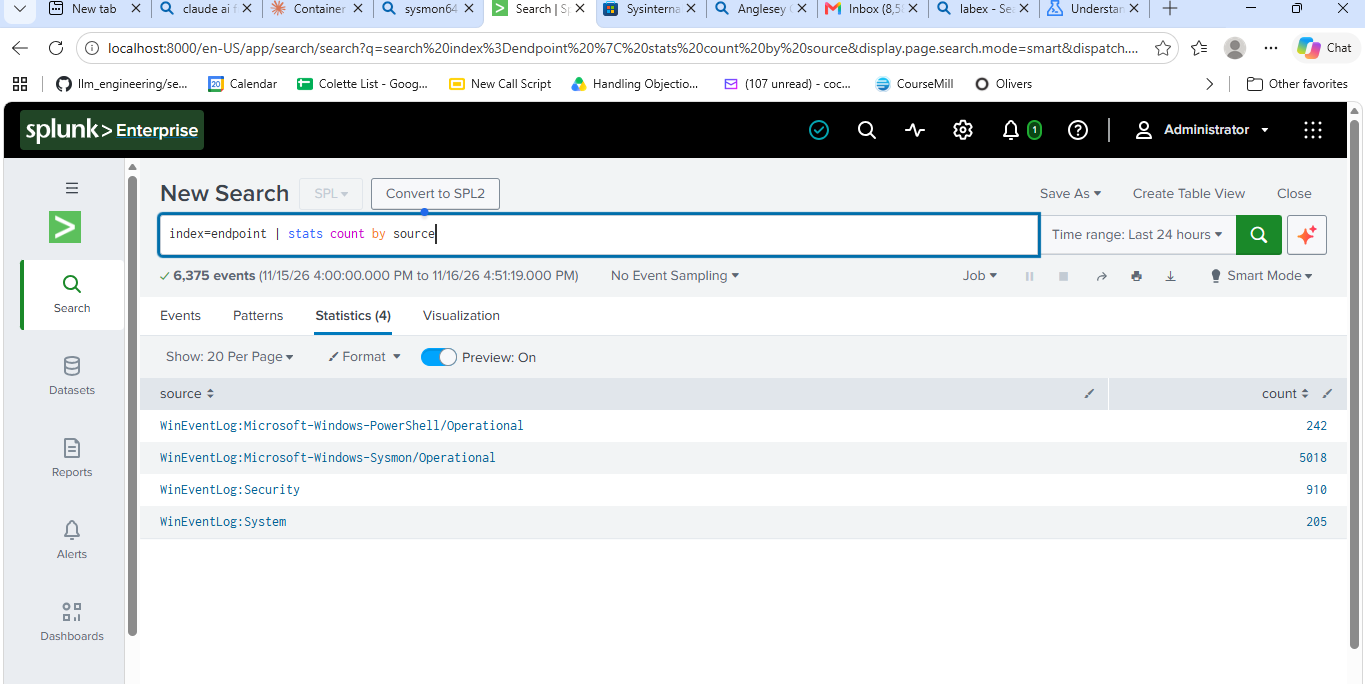 New tab
claude ai f
Container
sysmon64
Search | Sp
Sysinterna
Anglesey C
Inbox (8,5
labex - Sea
Understan
localhost:8000/en-US/app/search/search?q=search%20index%3Dendpoint%20%7C%20stats%20count%20by%20source&display.page.search.mode=smart&dispatch....
Chat
llm_engineering/se...
Calendar
Colette List - Goog...
New Call Script
Handling Objectio...
(107 unread) - coc...
CourseMill
Olivers
Other favorites
splunk>Enterprise
1
Administrator
New Search
SPL
Convert to SPL2
Save As
Create Table View
Close
index=endpoint | stats count by source
Time range: Last 24 hours
6,375 events (11/15/26 4:00:00.000 PM to 11/16/26 4:51:19.000 PM)
No Event Sampling
Job
Smart Mode
Search
Datasets
Reports
Alerts
Dashboards
Events
Patterns
Statistics (4)
Visualization
Show: 20 Per Page
Format
Preview: On
source
count
WinEventLog:Microsoft-Windows-PowerShell/Operational 242
WinEventLog:Microsoft-Windows-Sysmon/Operational 5018
WinEventLog:Security 910
WinEventLog:System 205